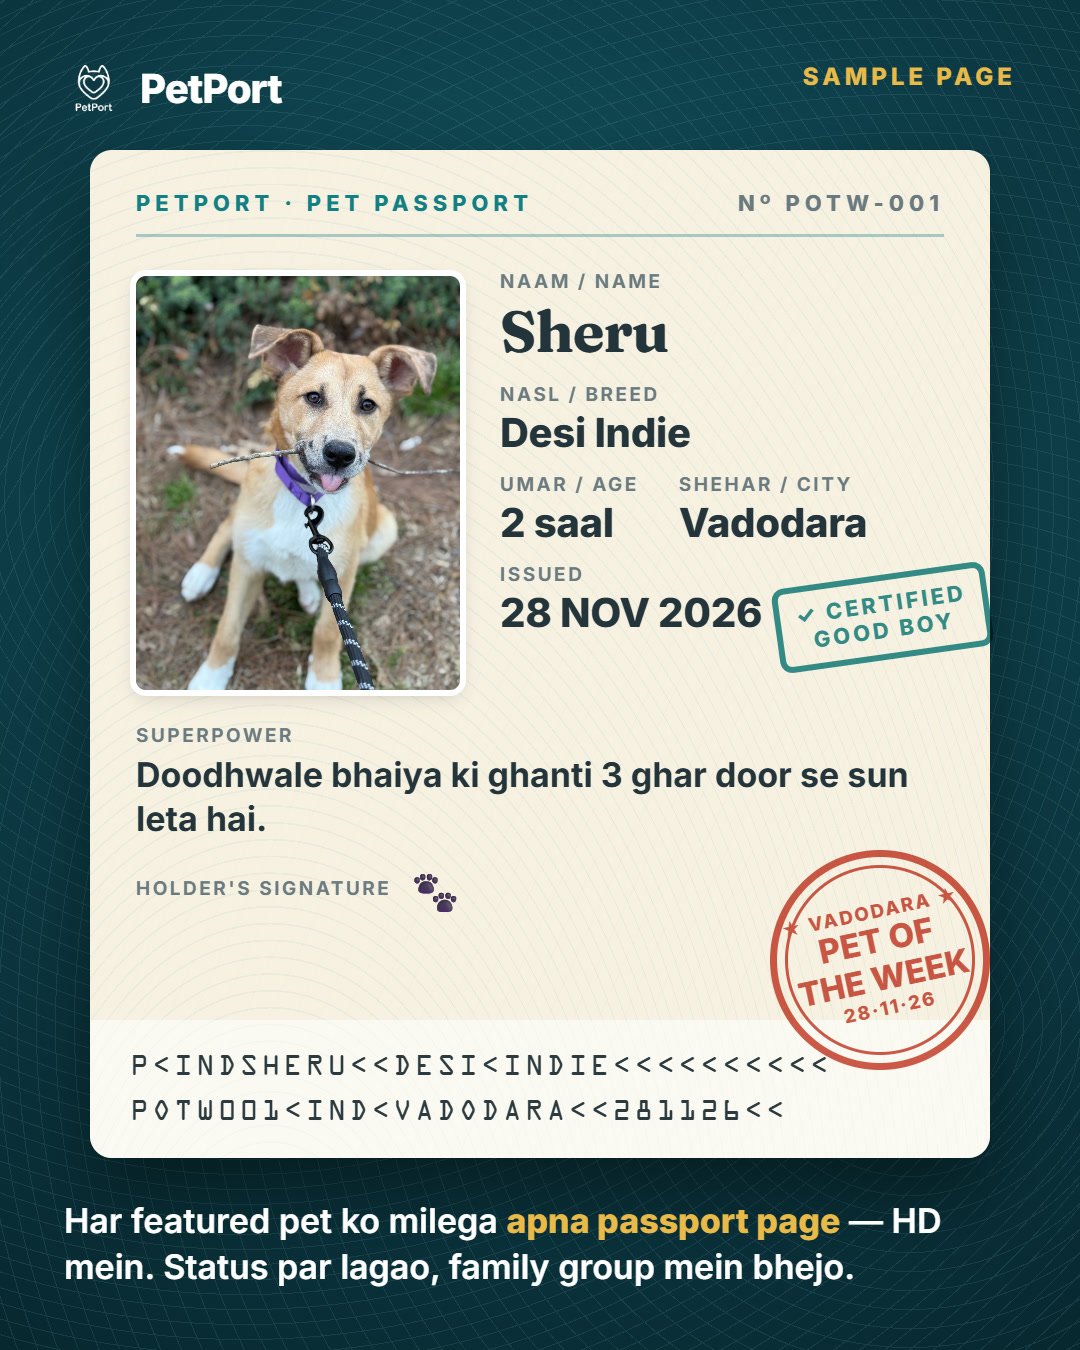 PetPort
PetPort
SAMPLE PAGE
PETPORT · PET PASSPORT
Nº POTW-001
NAAM / NAME
Sheru
NASL / BREED
Desi Indie
UMAR / AGE
SHEHAR / CITY
2 saal
Vadodara
ISSUED
28 NOV 2026
✓ CERTIFIED
GOOD BOY
SUPERPOWER
Doodhwale bhaiya ki ghanti 3 ghar door se sun
leta hai.
HOLDER'S SIGNATURE
★ VADODARA ★
PET OF
THE WEEK
28·11·26
P<INDSHERU<<DESI<INDIE<<<<<<<<<<
POTW001<IND<VADODARA<<281126<<
Har featured pet ko milega apna passport page — HD
mein. Status par lagao, family group mein bhejo.